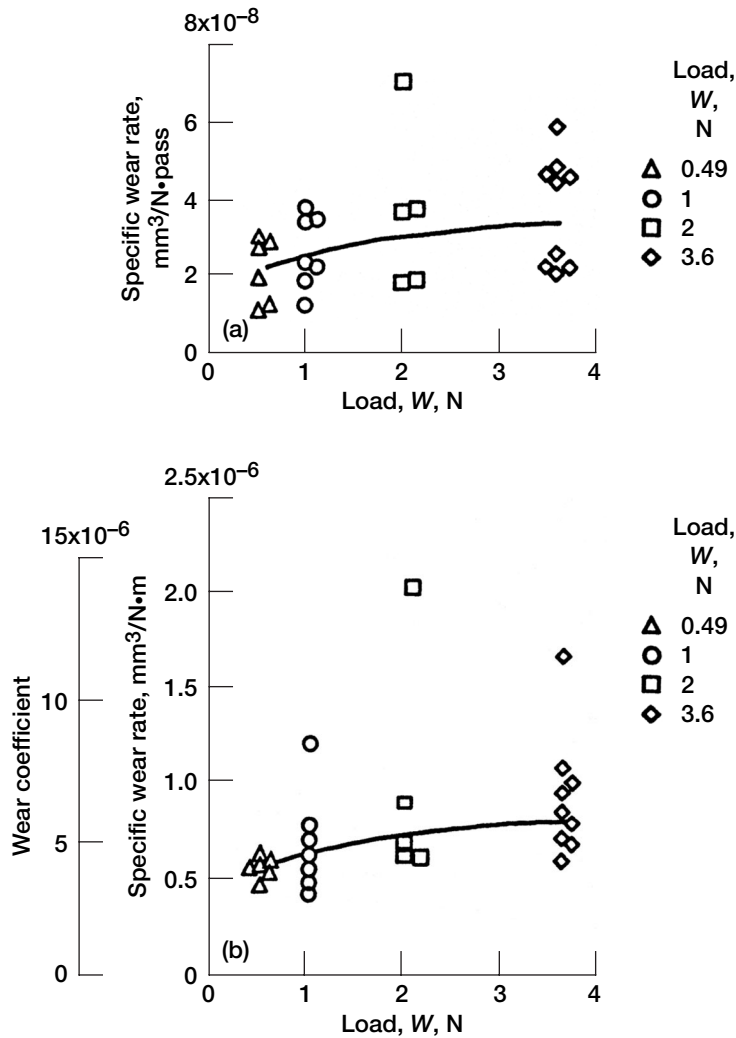 8x10–8
6
4
2
0
Specific wear rate,
mm3/N•pass
(a)
0 1 2 3 4
Load, W, N
Load,
W,
N
0.49
1
2
3.6
2.5x10–6
2.0
1.5
1.0
0.5
0
Specific wear rate, mm3/N•m
15x10–6
10
5
0
Wear coefficient
(b)
0 1 2 3 4
Load, W, N
Load,
W,
N
0.49
1
2
3.6